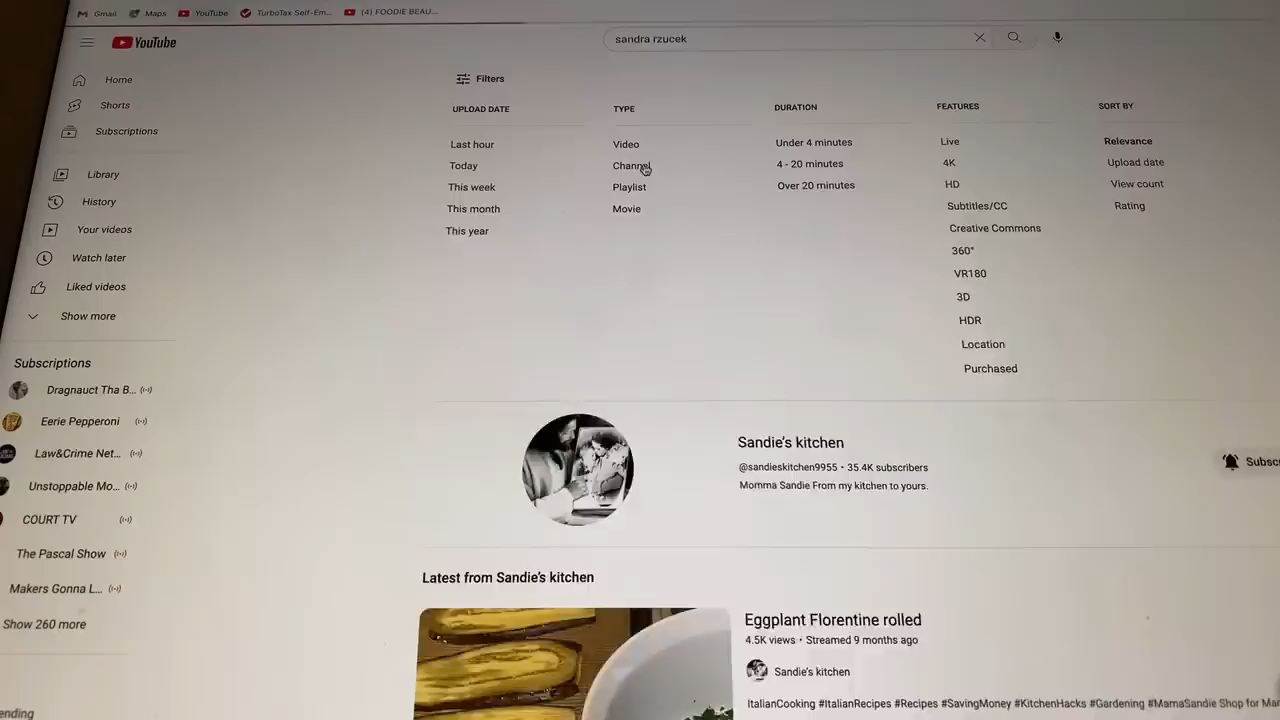 Gmail
Maps
YouTube
TurboTax Self-Em...
(4) FOODIE BEAU...
YouTube
sandra rzucek
Home
Shorts
Subscriptions
Library
History
Your videos
Watch later
Liked videos
Show more
Subscriptions
Dragnauct Tha B...
Eerie Pepperoni
Law&Crime Net...
Unstoppable Mo...
COURT TV
The Pascal Show
Makers Gonna L...
Show 260 more
ending
Filters
UPLOAD DATE
Last hour
Today
This week
This month
This year
TYPE
Video
Channel
Playlist
Movie
DURATION
Under 4 minutes
4 - 20 minutes
Over 20 minutes
FEATURES
Live
4K
HD
Subtitles/CC
Creative Commons
360°
VR180
3D
HDR
Location
Purchased
SORT BY
Relevance
Upload date
View count
Rating
Sandie's kitchen
@sandieskitchen9955 • 35.4K subscribers
Momma Sandie From my kitchen to yours.
Subsc
Latest from Sandie's kitchen
Eggplant Florentine rolled
4.5K views • Streamed 9 months ago
Sandie's kitchen
ItalianCooking #ItalianRecipes #Recipes #SavingMoney #KitchenHacks #Gardening #MamaSandie Shop for Ma